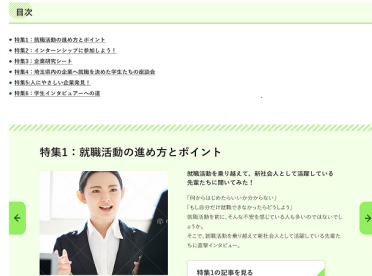 目次
特集1：就職活動の進め方とポイント
特集2：インターンシップに参加しよう！
特集3：企業研究シート
特集4：埼玉県内の企業へ就職を決めた学生たちの座談会
特集5:人にやさしい企業発見！
特集6：学生インタビュアーへの道
特集1：就職活動の進め方とポイント
就職活動を乗り越えて、新社会人として活躍している
先輩たちに聞いてみた！
「何からはじめたらいいか分からない」
「もし自分だけ就職できなかったらどうしよう」
就職活動を前に、そんな不安を感じている人も多いのではないでし
ょうか。
そこで、就職活動を乗り越えて新社会人として活躍している先輩た
ちに直撃インタビュー。
特集1の記事を見る